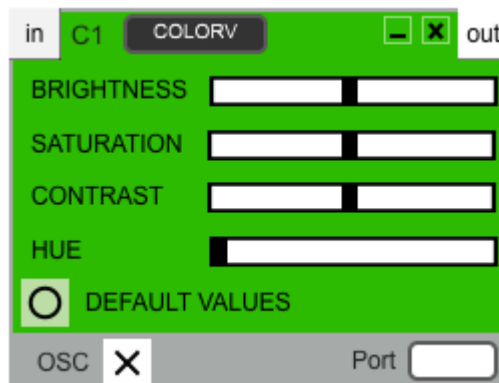 in C1 COLORV out
BRIGHTNESS
SATURATION
CONTRAST
HUE
DEFAULT VALUES
OSC Port